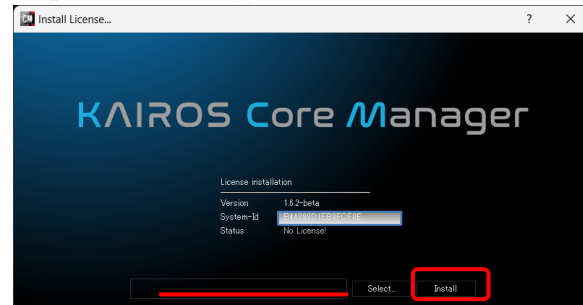 CM Install License... ? ×
KAIROS Core Manager
License installation
Version 1.6.2-beta
System-Id
Status No License!
Select... Install